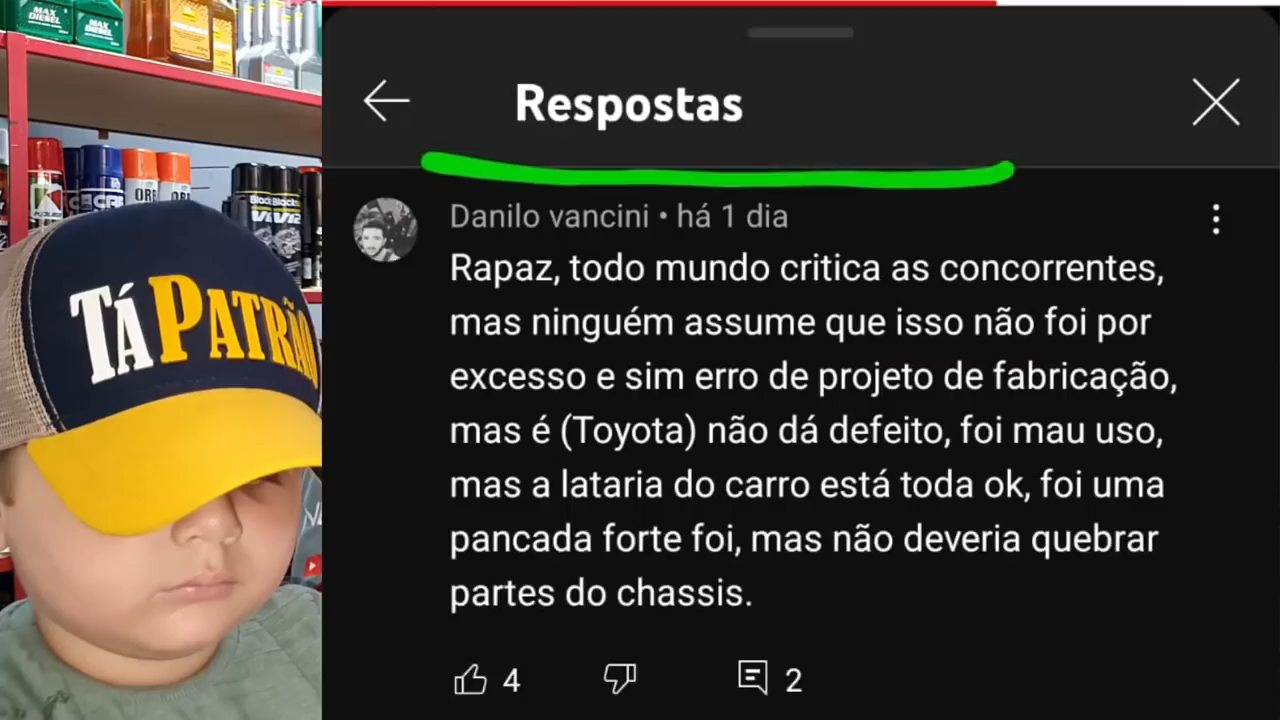 MAX
DIESEL
MAX
DIESEL
TÁ PATRÃO
Respostas
Danilo vancini • há 1 dia
Rapaz, todo mundo critica as concorrentes,
mas ninguém assume que isso não foi por
excesso e sim erro de projeto de fabricação,
mas é (Toyota) não dá defeito, foi mau uso,
mas a lataria do carro está toda ok, foi uma
pancada forte foi, mas não deveria quebrar
partes do chassis.
4
2